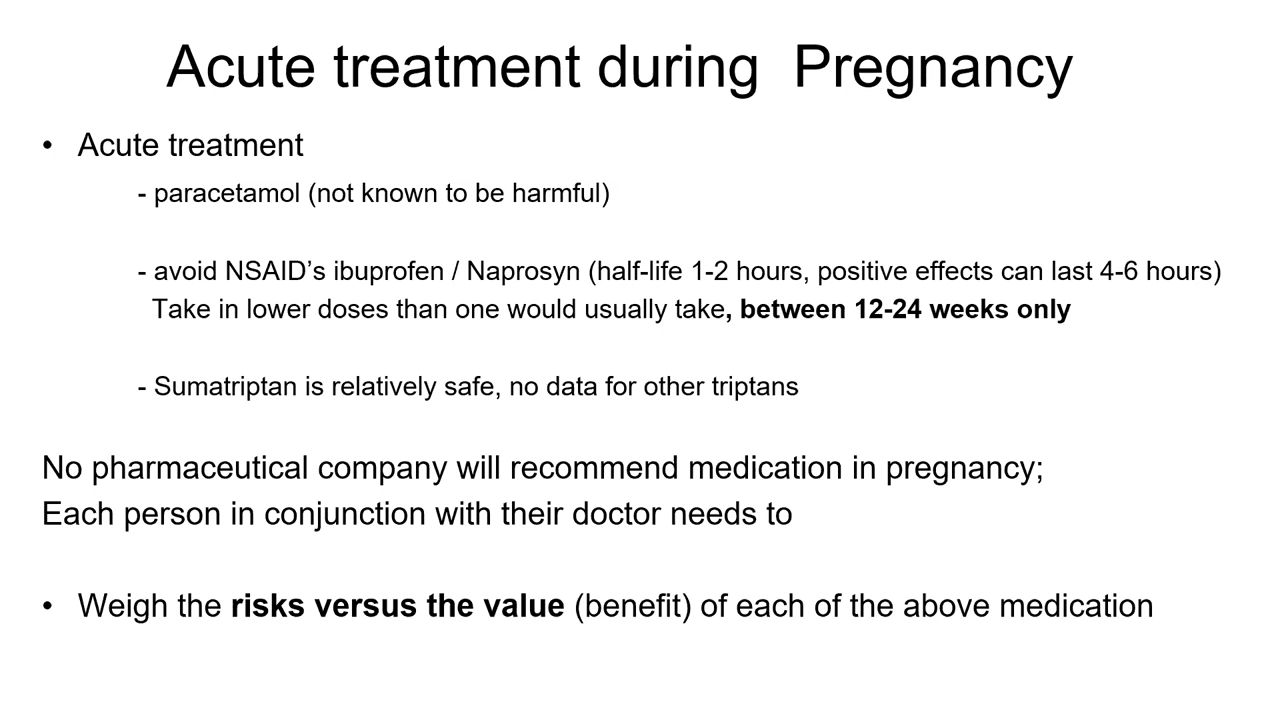 Acute treatment during  Pregnancy
• Acute treatment
- paracetamol (not known to be harmful)
- avoid NSAID’s ibuprofen / Naprosyn (half-life 1-2 hours, positive effects can last 4-6 hours)
Take in lower doses than one would usually take, between 12-24 weeks only
- Sumatriptan is relatively safe, no data for other triptans
No pharmaceutical company will recommend medication in pregnancy;
Each person in conjunction with their doctor needs to
• Weigh the risks versus the value (benefit) of each of the above medication